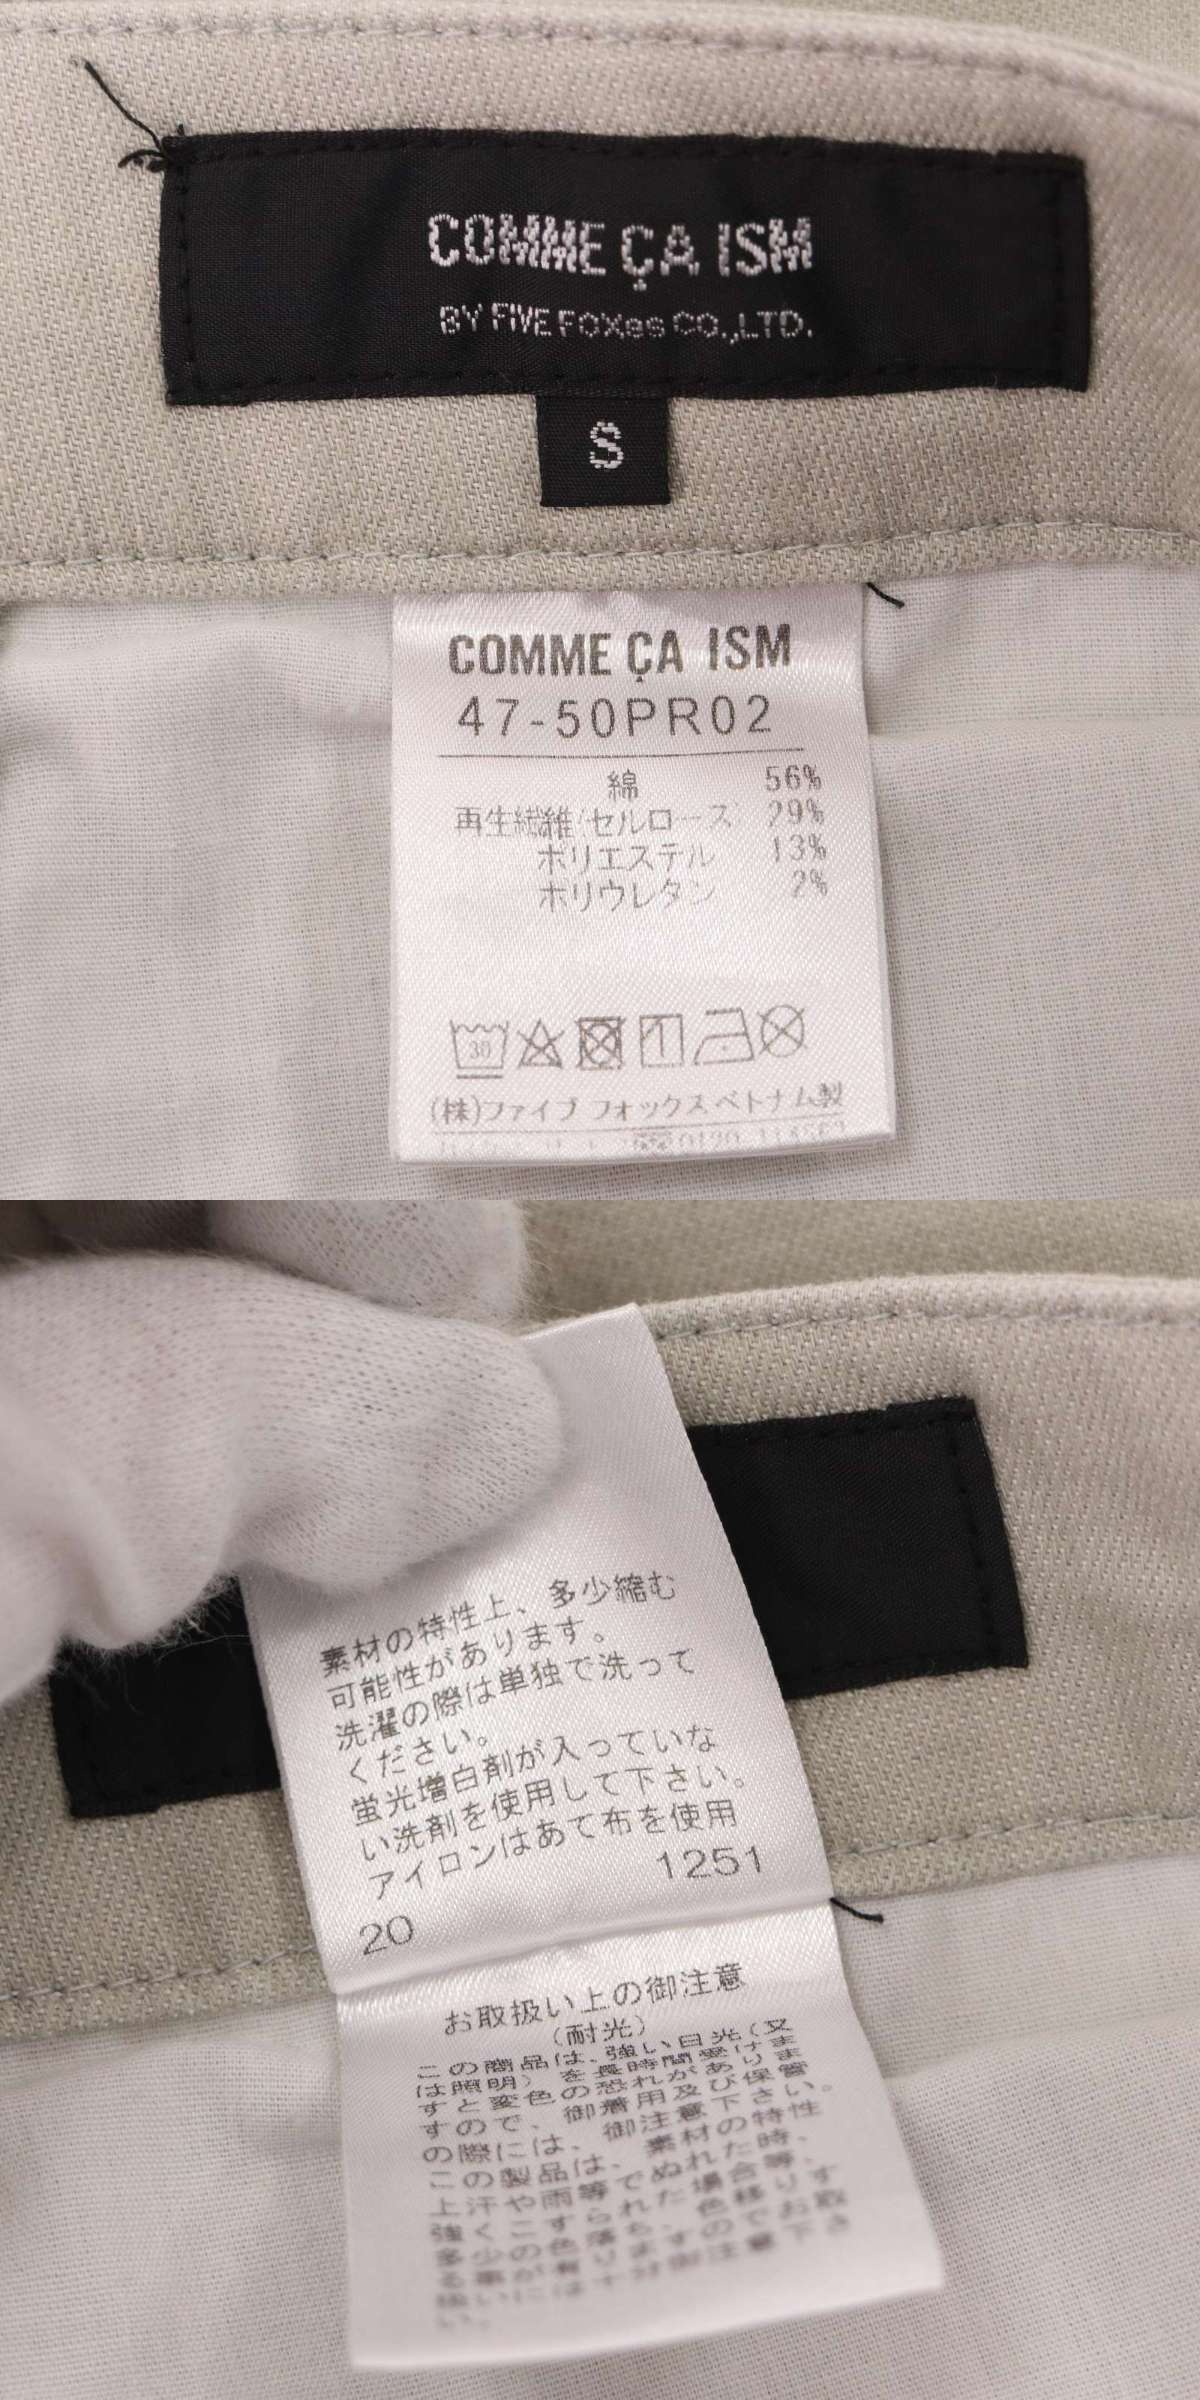 COMME ÇA ISM
BY FIVE FOXes CO.,LTD.
S
COMME ÇA ISM
47-50PR02
綿 56%
再生繊維(セルロース) 29%
ポリエステル 13%
ポリウレタン 2%
30
(株)ファイブ フォックス ベトナム製
0120
素材の特性上、多少縮む
可能性があります。
洗濯の際は単独で洗って
ください。
蛍光増白剤が入っていな
い洗剤を使用して下さい。
アイロンはあて布を使用
1251
20
お取扱い上の御注意
(耐光)
この商品は、強い日光(又
は照明)を長時間受けま
すと変色の恐れがありま
すので、御着用及び保管
の際には、御注意下さい。
この製品は、素材の特性
上汗や雨等でぬれた時、
強くこすられた場合等、
多少の色落ち、色移りす
る事が有りますのでお取
扱いには十分御注意下さ
い。